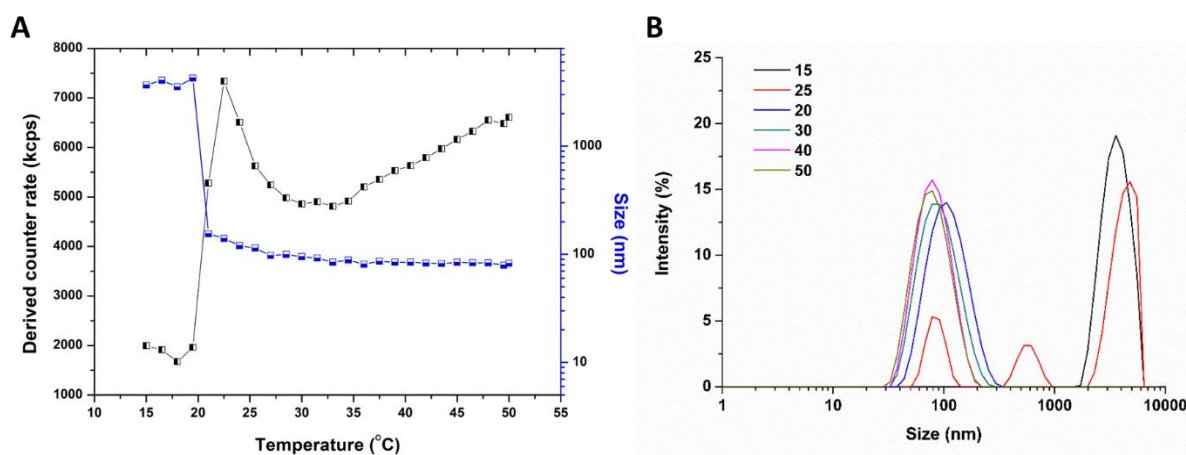 A
8000
7000
6000
5000
4000
3000
2000
1000
Derived counter rate (kcps)
10 15 20 25 30 35 40 45 50 55
Temperature (°C)
1000
100
10
Size (nm)
B
25
20
15
10
5
0
Intensity (%)
15
25
20
30
40
50
1 10 100 1000 10000
Size (nm)